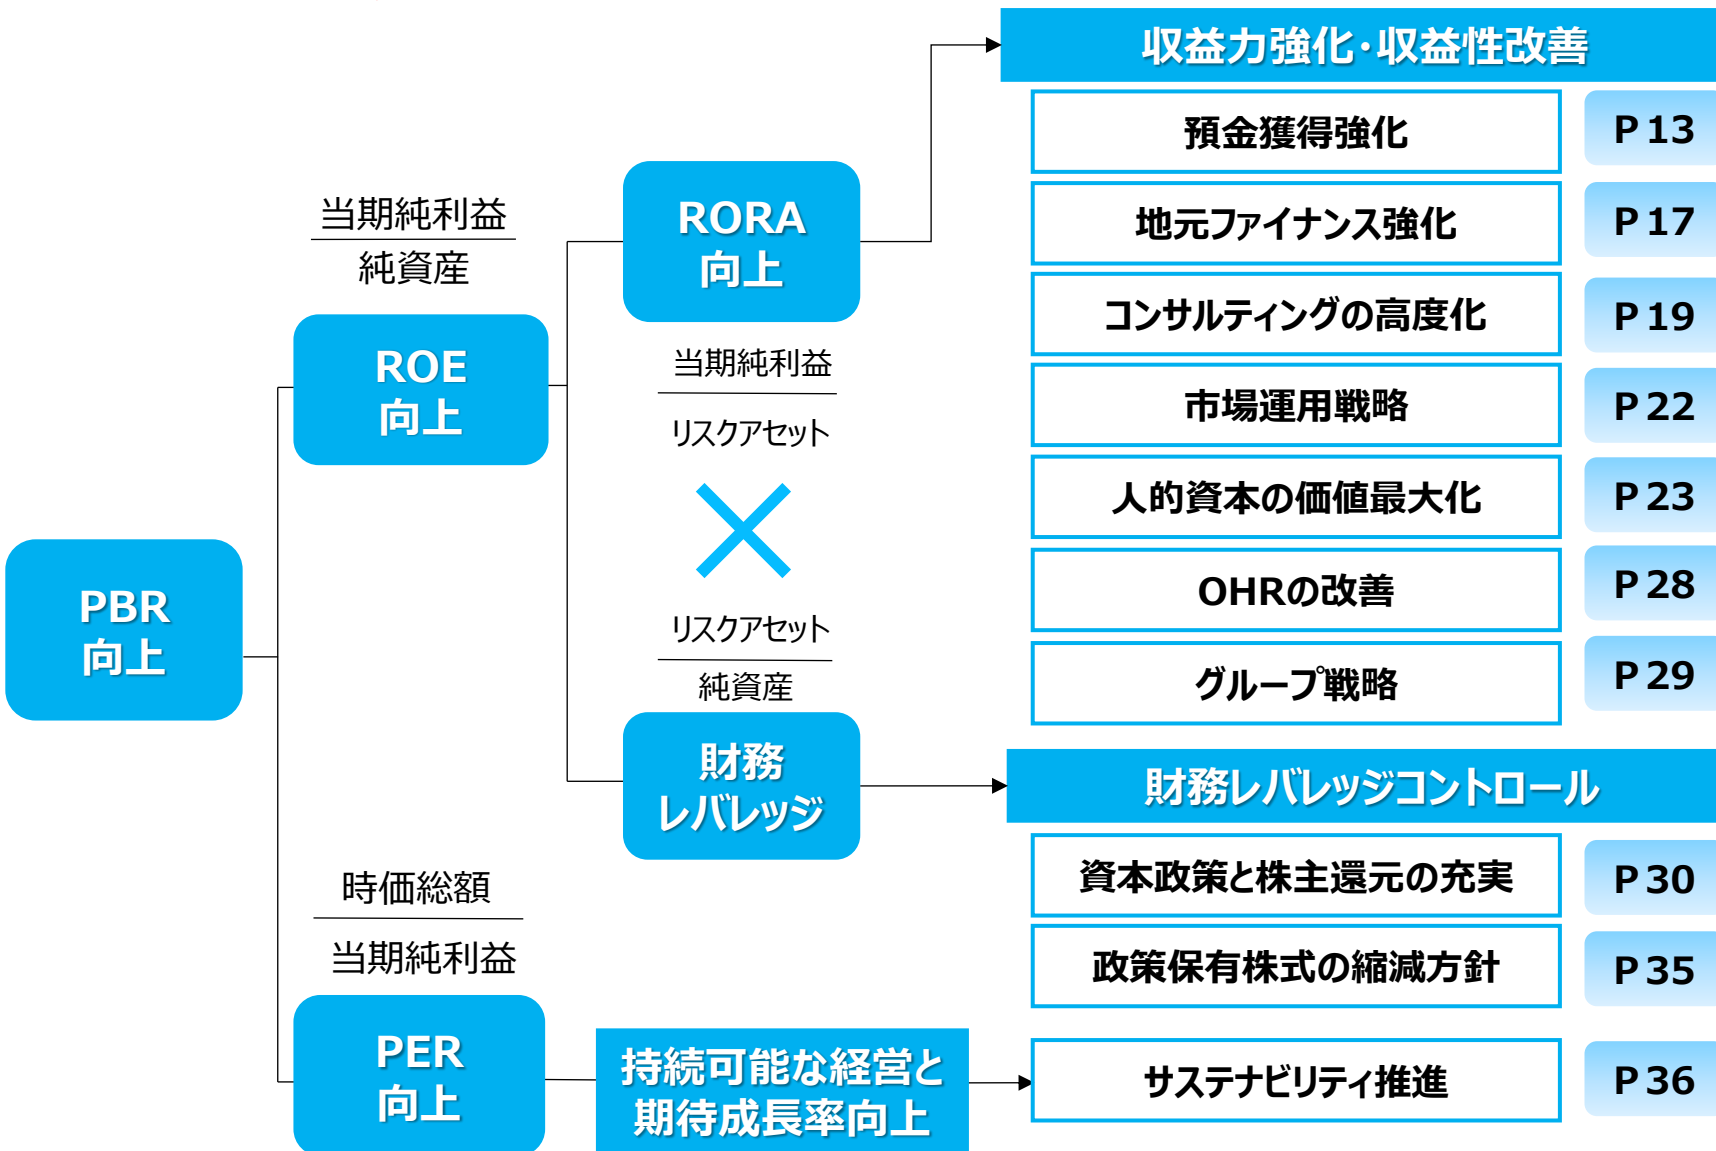 収益力強化・収益性改善
預金獲得強化
P13
地元ファイナンス強化
P17
コンサルティングの高度化
P19
市場運用戦略
P22
人的資本の価値最大化
P23
OHRの改善
P28
グループ戦略
P29
財務レバレッジコントロール
資本政策と株主還元の充実
P30
政策保有株式の縮減方針
P35
サステナビリティ推進
P36
RORA
向上
当期純利益
リスクアセット
リスクアセット
純資産
財務
レバレッジ
当期純利益
純資産
ROE
向上
PBR
向上
時価総額
当期純利益
PER
向上
持続可能な経営と
期待成長率向上